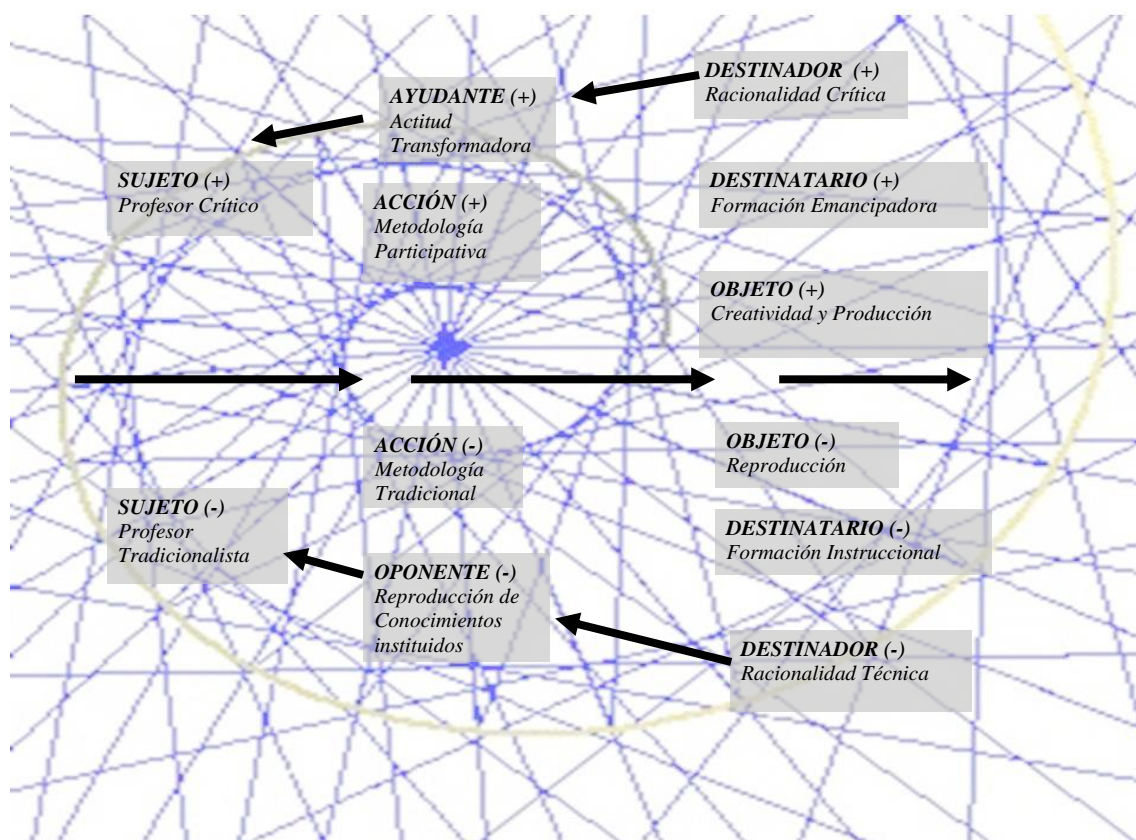 DESTINADOR (+)
Racionalidad Crítica
AYUDANTE (+)
Actitud
Transformadora
SUJETO (+)
Profesor Crítico
ACCIÓN (+)
Metodología
Participativa
DESTINATARIO (+)
Formación Emancipadora
OBJETO (+)
Creatividad y Producción
ACCIÓN (-)
Metodología
Tradicional
OBJETO (-)
Reproducción
SUJETO (-)
Profesor
Tradicionalista
DESTINATARIO (-)
Formación Instruccional
OPONENTE (-)
Reproducción de
Conocimientos
instituidos
DESTINADOR (-)
Racionalidad Técnica